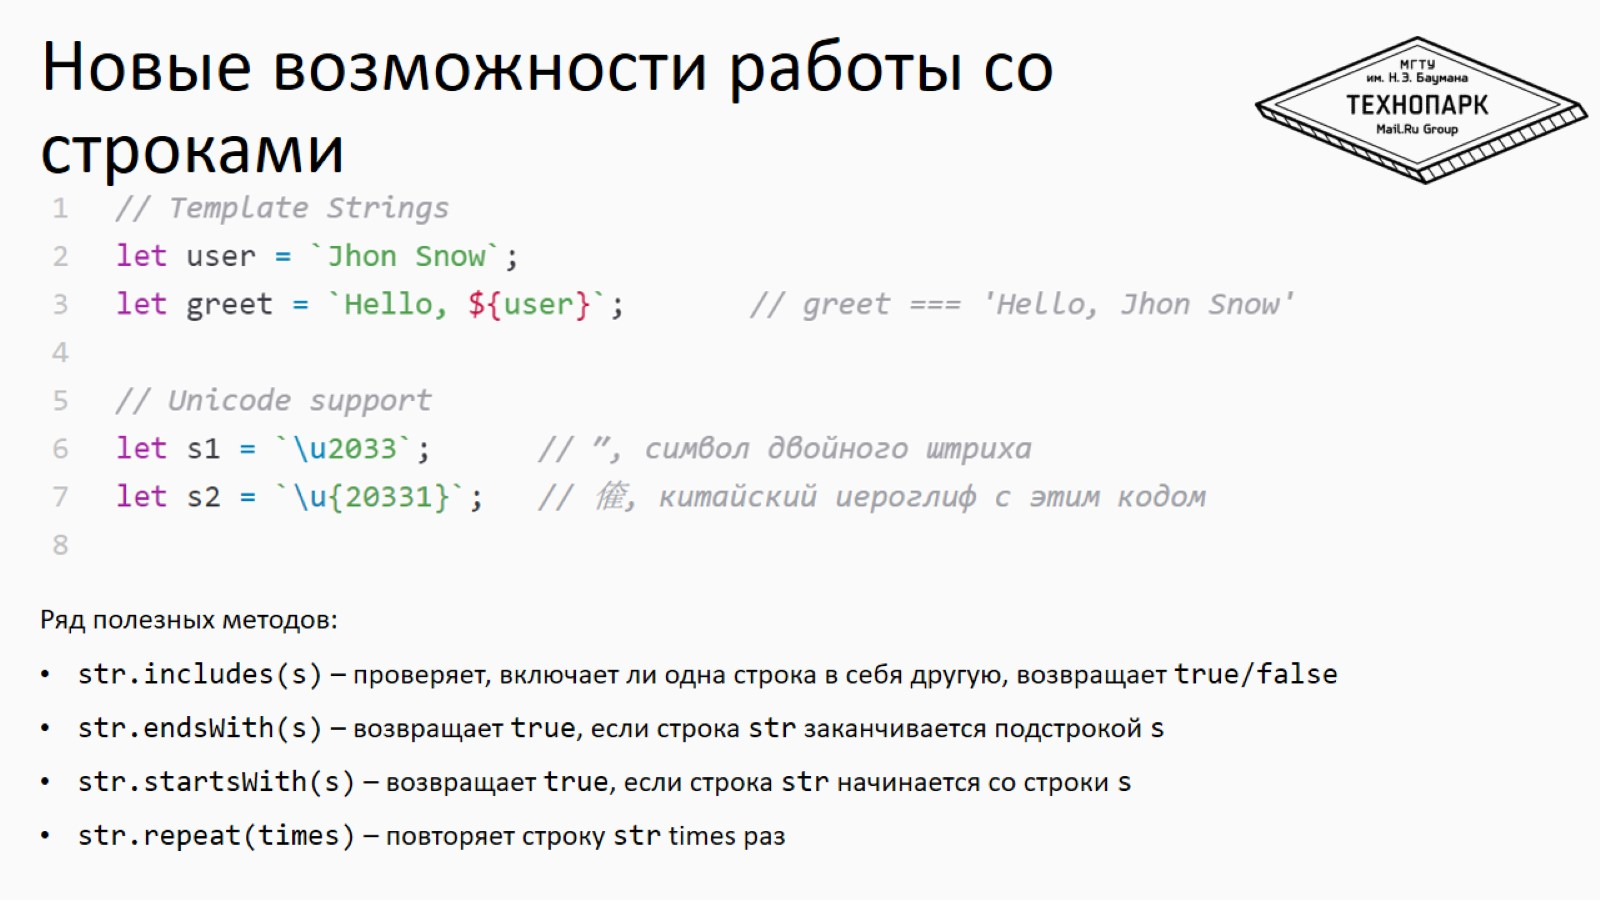 Новые возможности работы со
строками
МГТУ
им. Н.Э. Баумана
ТЕХНОПАРК
Mail.Ru Group
1 // Template Strings
2 let user = `Jhon Snow`;
3 let greet = `Hello, ${user}`; // greet === 'Hello, Jhon Snow'
4
5 // Unicode support
6 let s1 = `\u2033`; // ″, символ двойного штриха
7 let s2 = `\u{20331}`; // 𠌱, китайский иероглиф с этим кодом
8
Ряд полезных методов:
• str.includes(s) – проверяет, включает ли одна строка в себя другую, возвращает true/false
• str.endsWith(s) – возвращает true, если строка str заканчивается подстрокой s
• str.startsWith(s) – возвращает true, если строка str начинается со строки s
• str.repeat(times) – повторяет строку str times раз